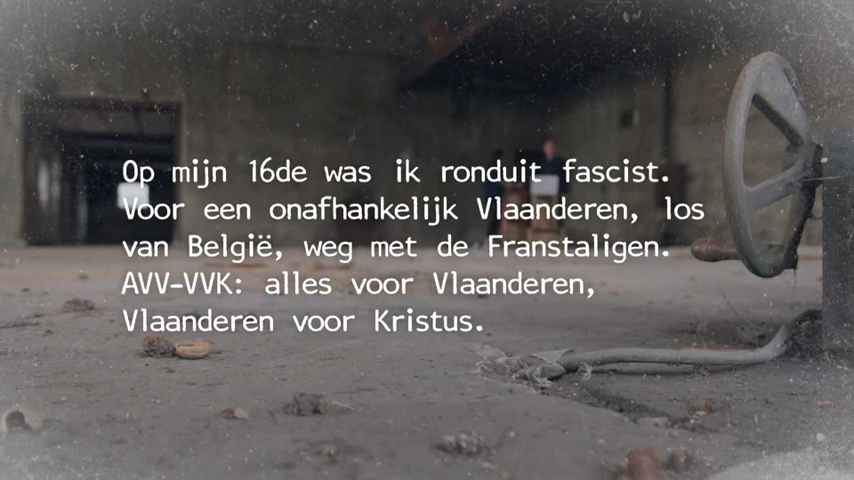 Op mijn 16de was ik ronduit fascist.
Voor een onafhankelijk Vlaanderen, los
van België, weg met de Franstaligen.
AVV-VVK: alles voor Vlaanderen,
Vlaanderen voor Kristus.